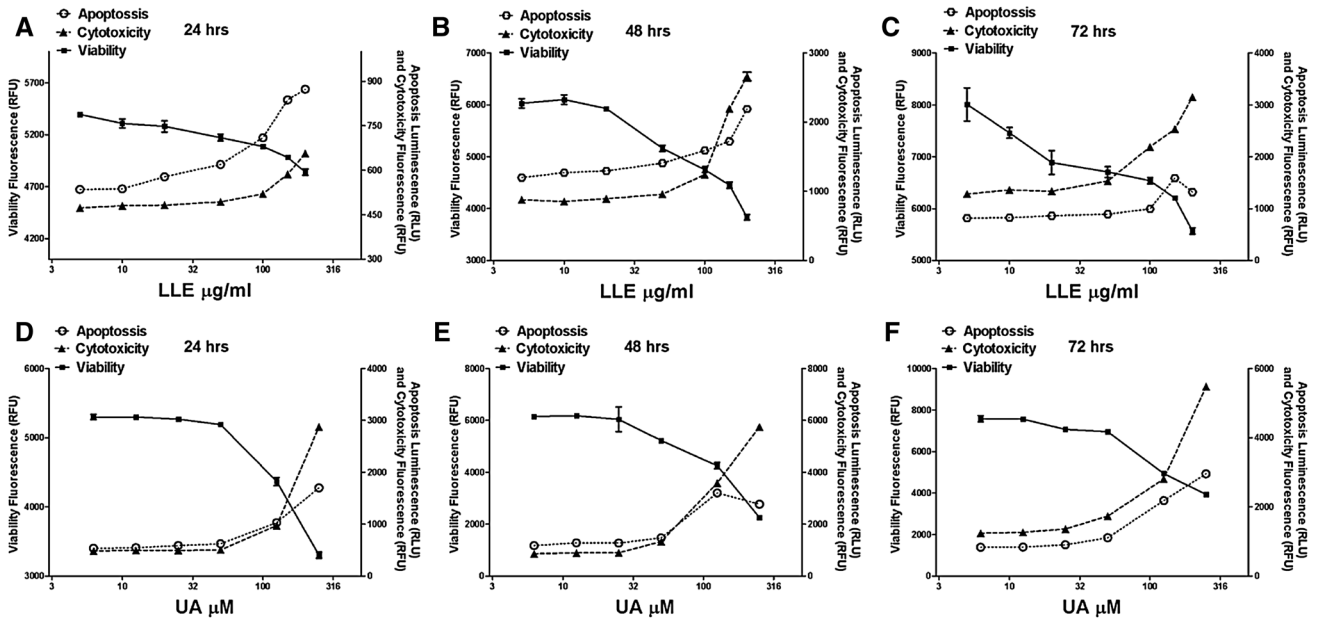 A
Apoptossis
Cytotoxicity
Viability
24 hrs
Viability Fluorescence (RFU)
5700
5200
4700
4200
900
750
600
450
300
Apoptosis Luminescence (RLU)
and Cytotoxicity Fluorescence
(RFU)
3
10
32
100
316
LLE μg/ml
B
Apoptossis
Cytotoxicity
Viability
48 hrs
Viability Fluorescence (RFU)
7000
6000
5000
4000
3000
3000
2000
1000
0
Apoptosis Luminescence (RLU)
and Cytotoxicity Fluorescence
(RFU)
3
10
32
100
316
LLE μg/ml
C
Apoptossis
Cytotoxicity
Viability
72 hrs
Viability Fluorescence (RFU)
9000
8000
7000
6000
5000
4000
3000
2000
1000
0
Apoptosis Luminescence (RLU)
and Cytotoxicity Fluorescence
(RFU)
3
10
32
100
316
LLE μg/ml
D
Apoptossis
Cytotoxicity
Viability
24 hrs
Viability Fluorescence (RFU)
6000
5000
4000
3000
4000
3000
2000
1000
0
Apoptosis Luminescence (RLU)
and Cytotoxicity Fluorescence
(RFU)
3
10
32
100
316
UA μM
E
Apoptossis
Cytotoxicity
Viability
48 hrs
Viability Fluorescence (RFU)
8000
6000
4000
2000
0
8000
6000
4000
2000
0
Apoptosis Luminescence (RLU)
and Cytotoxicity Fluorescence
(RFU)
3
10
32
100
316
UA μM
F
Apoptossis
Cytotoxicity
Viability
72 hrs
Viability Fluorescence (RFU)
10000
8000
6000
4000
2000
0
6000
4000
2000
0
Apoptosis Luminescence (RLU)
and Cytotoxicity Fluorescence
(RFU)
3
10
32
100
316
UA μM